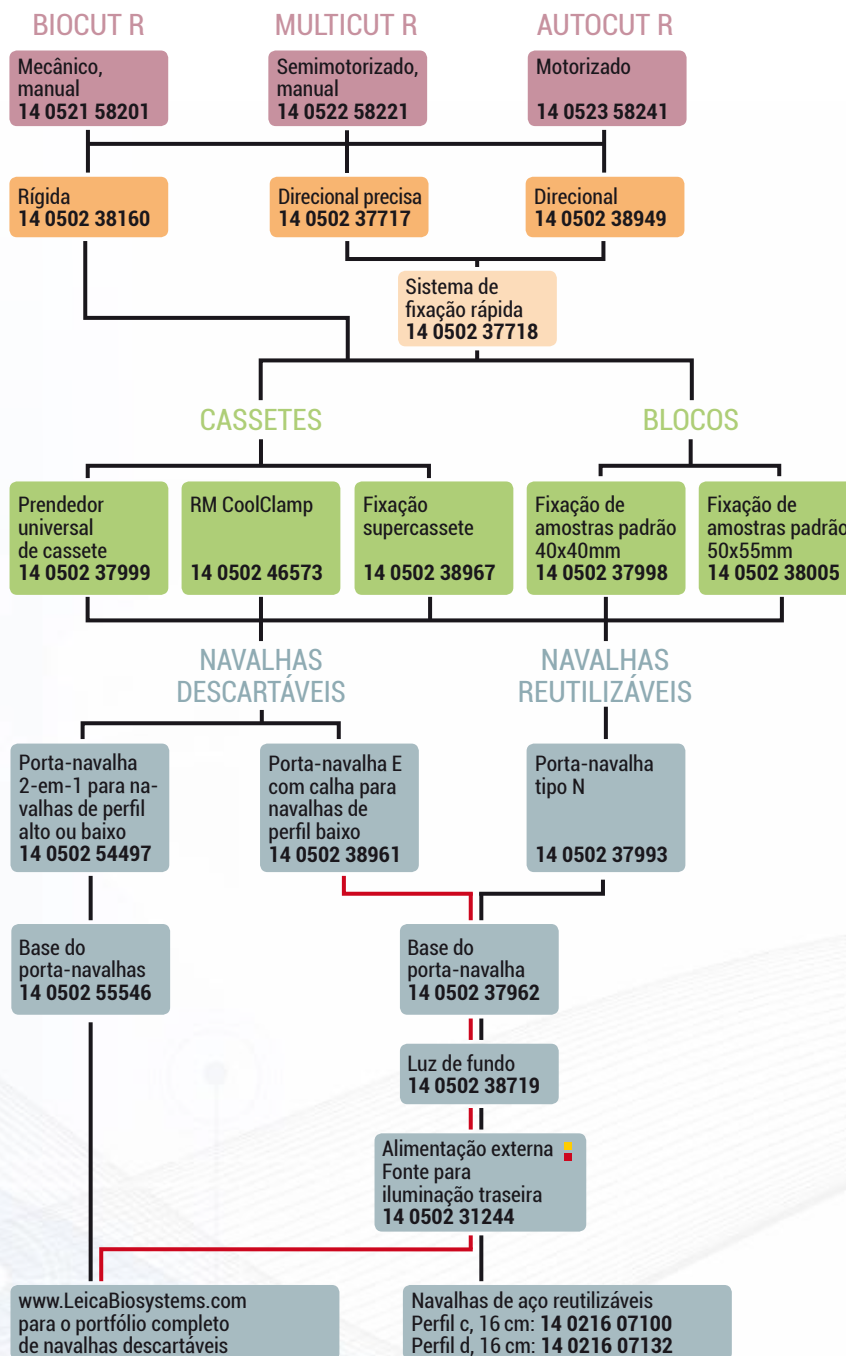 BIOCUT R
MULTICUT R
AUTOCUT R
Mecânico,
manual
14 0521 58201
Semimotorizado,
manual
14 0522 58221
Motorizado
14 0523 58241
Rígida
14 0502 38160
Direcional precisa
14 0502 37717
Direcional
14 0502 38949
Sistema de
fixação rápida
14 0502 37718
CASSETES
BLOCOS
Prendedor
universal
de cassete
14 0502 37999
RM CoolClamp
14 0502 46573
Fixação
supercassete
14 0502 38967
Fixação de
amostras padrão
40x40mm
14 0502 37998
Fixação de
amostras padrão
50x55mm
14 0502 38005
NAVALHAS
DESCARTÁVEIS
NAVALHAS
REUTILIZÁVEIS
Porta-navalha
2-em-1 para na-
valhas de perfil
alto ou baixo
14 0502 54497
Porta-navalha E
com calha para
navalhas de
perfil baixo
14 0502 38961
Porta-navalha
tipo N
14 0502 37993
Base do
porta-navalhas
14 0502 55546
Base do
porta-navalha
14 0502 37962
Luz de fundo
14 0502 38719
Alimentação externa
Fonte para
iluminação traseira
14 0502 31244
www.LeicaBiosystems.com
para o portfólio completo
de navalhas descartáveis
Navalhas de aço reutilizáveis
Perfil c, 16 cm: 14 0216 07100
Perfil d, 16 cm: 14 0216 07132